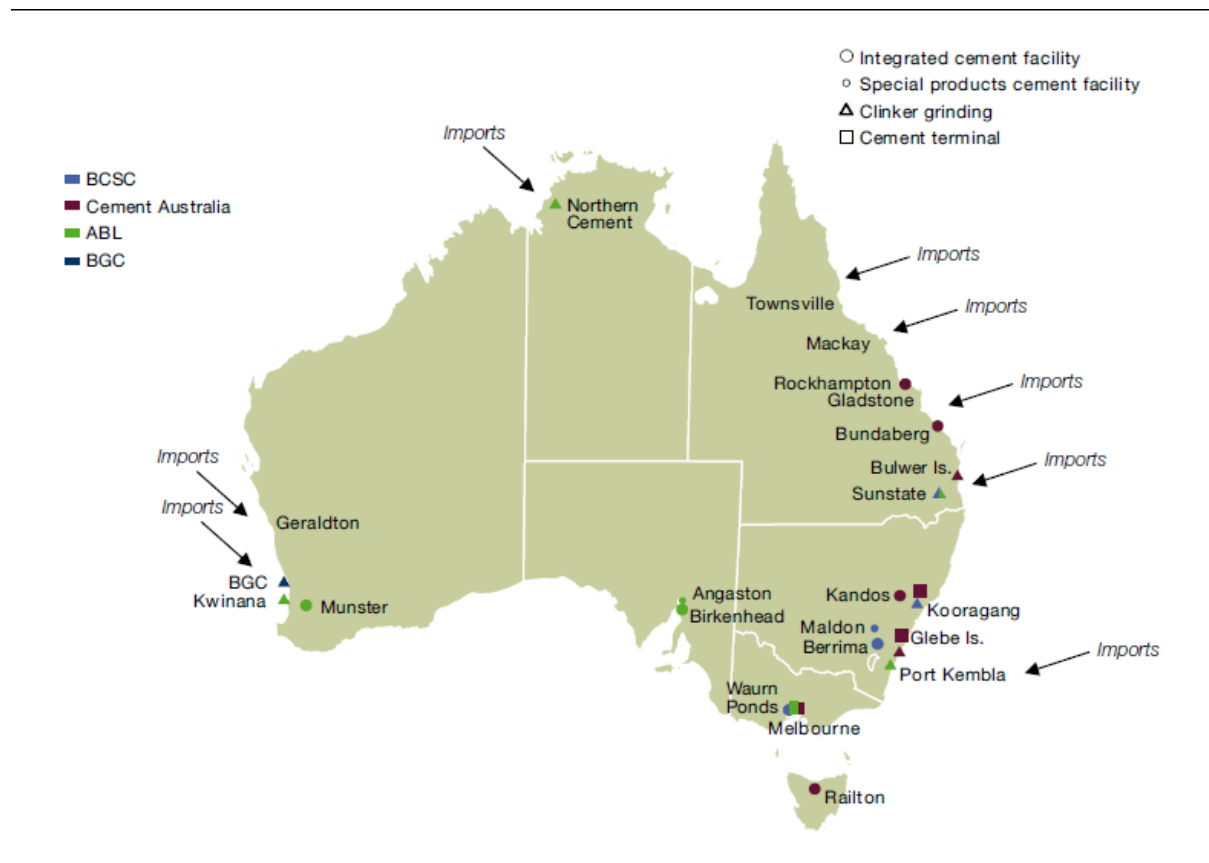 Integrated cement facility
Special products cement facility
Clinker grinding
Cement terminal
Imports
BCSC
Cement Australia
ABL
BGC
Northern
Cement
Imports
Townsville
Imports
Mackay
Imports
Rockhampton
Gladstone
Bundaberg
Imports
Bulwer Is.
Sunstate
Imports
Imports
Geraldton
BGC
Kwinana
Munster
Angaston
Birkenhead
Kandos
Kooragang
Maldon
Berrima
Glebe Is.
Imports
Port Kembla
Waurn
Ponds
Melbourne
Railton